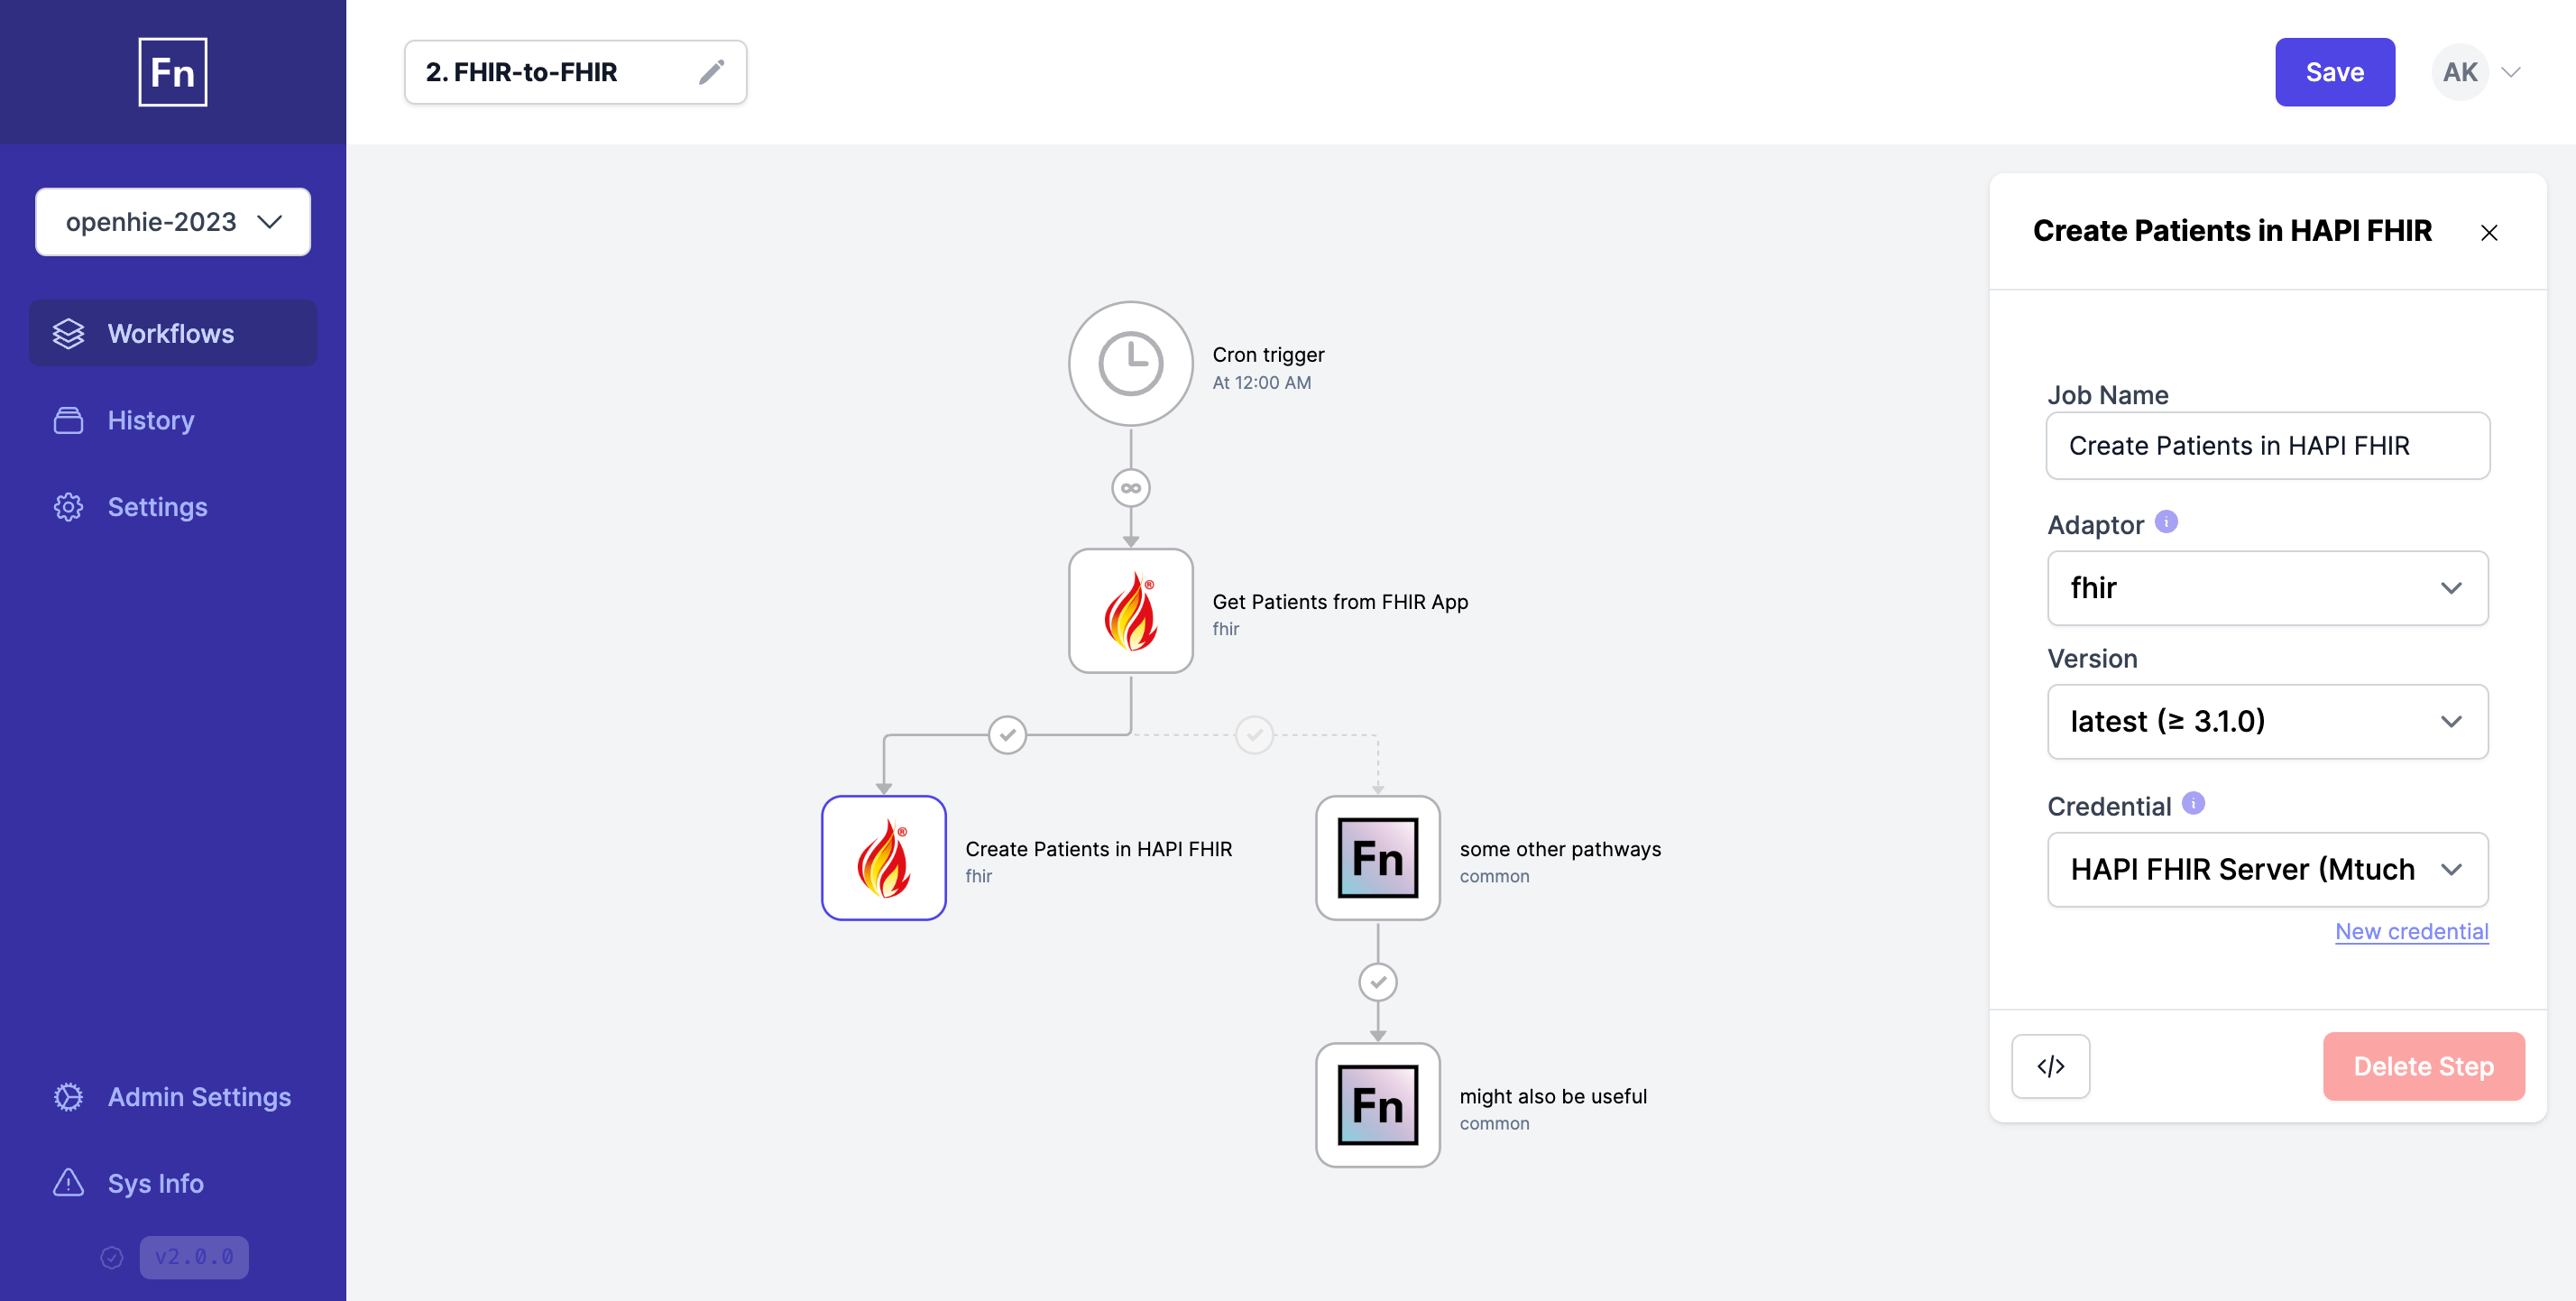 Fn
2. FHIR-to-FHIR
Save
AK
openhie-2023
Workflows
History
Settings
Admin Settings
Sys Info
v2.0.0
Cron trigger
At 12:00 AM
®
Get Patients from FHIR App
fhir
®
Create Patients in HAPI FHIR
fhir
Fn
some other pathways
common
Fn
might also be useful
common
Create Patients in HAPI FHIR
Job Name
Create Patients in HAPI FHIR
Adaptor i
fhir
Version
latest (≥ 3.1.0)
Credential i
HAPI FHIR Server (Mtuch
New credential
</>
Delete Step